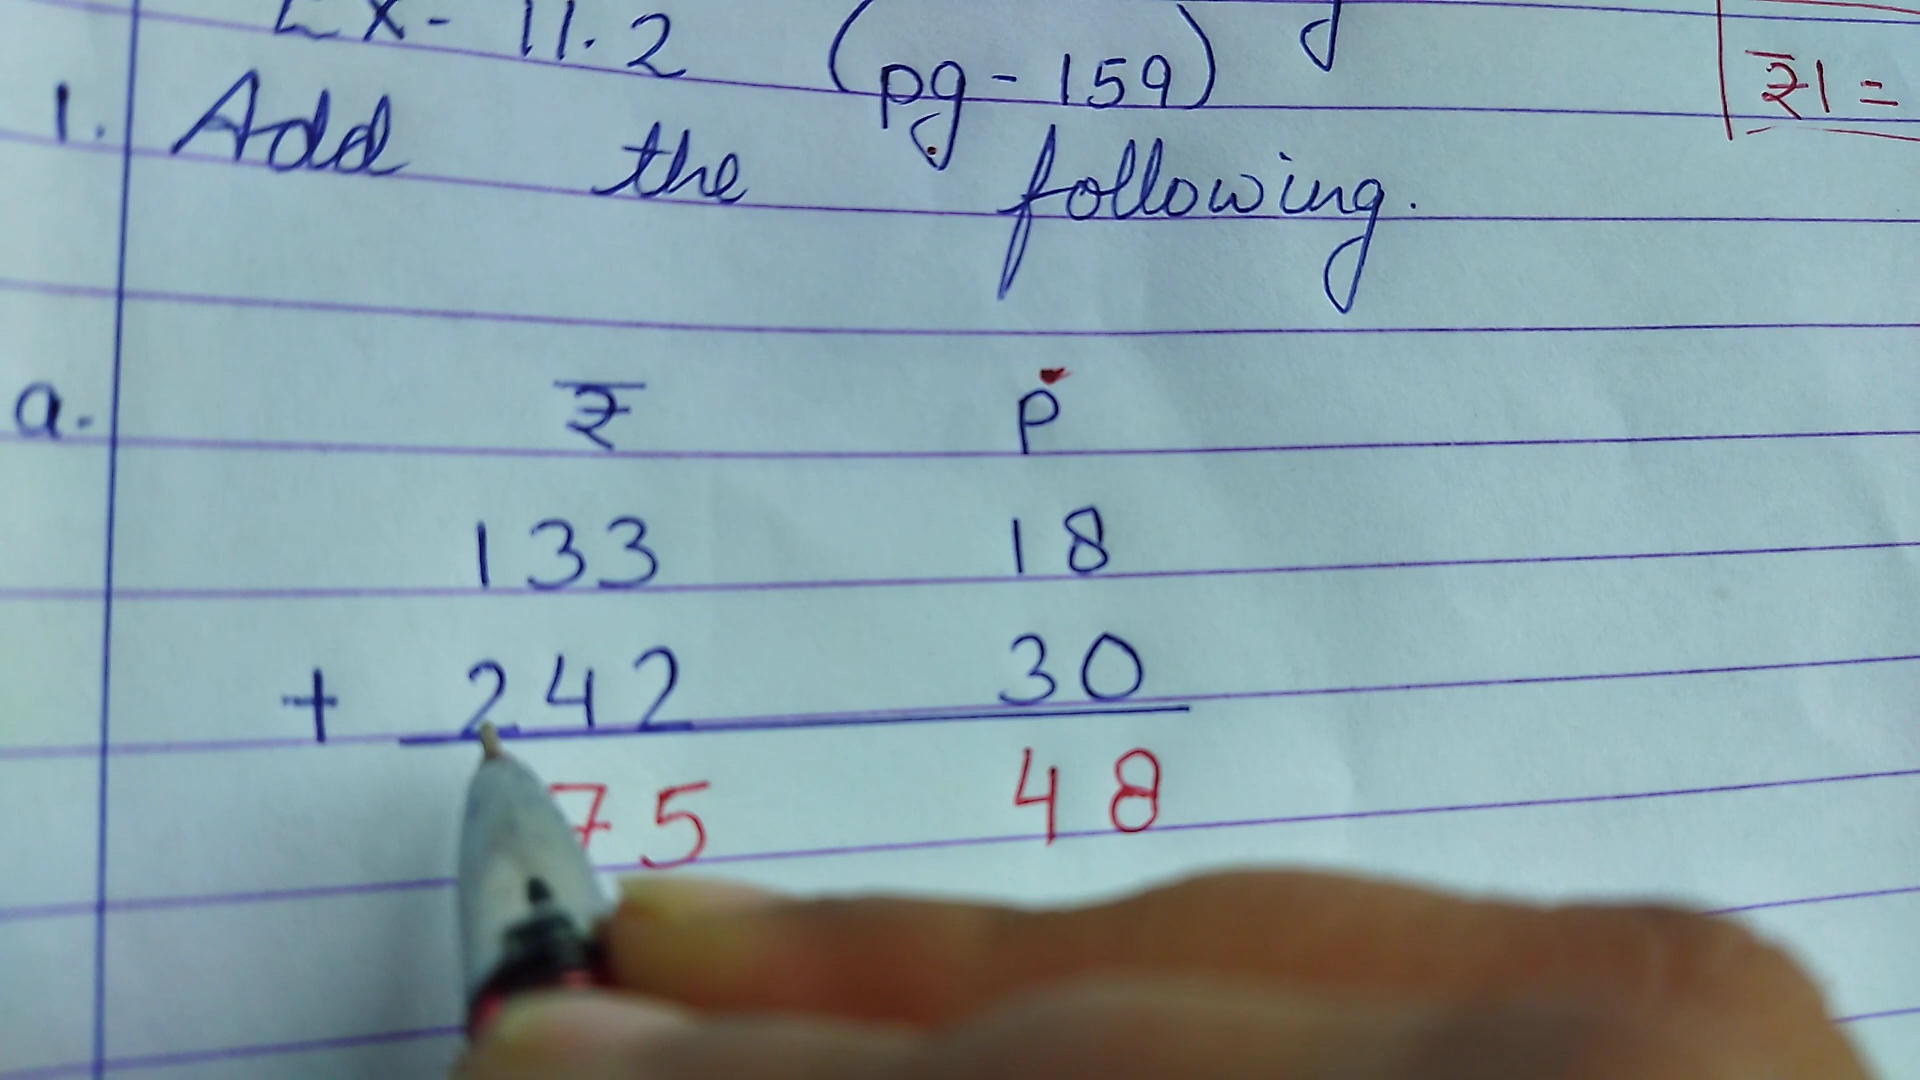 Ex- 11.2 (pg-159)
₹1 =
1. Add the following.
a. ₹ P
133 18
+ 242 30
75 48